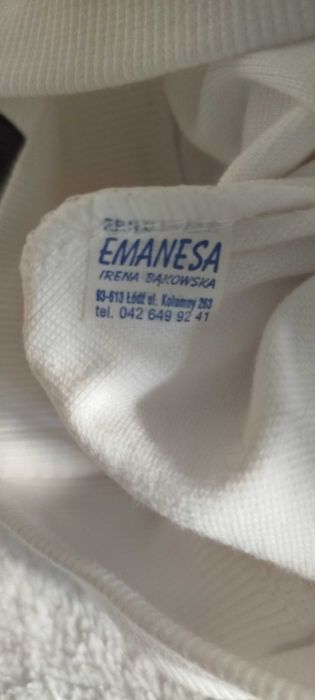 EMANESA
IRENA BĄKOWSKA
93-613 Łódź ul. Kolumny 263
tel. 042 649 92 41